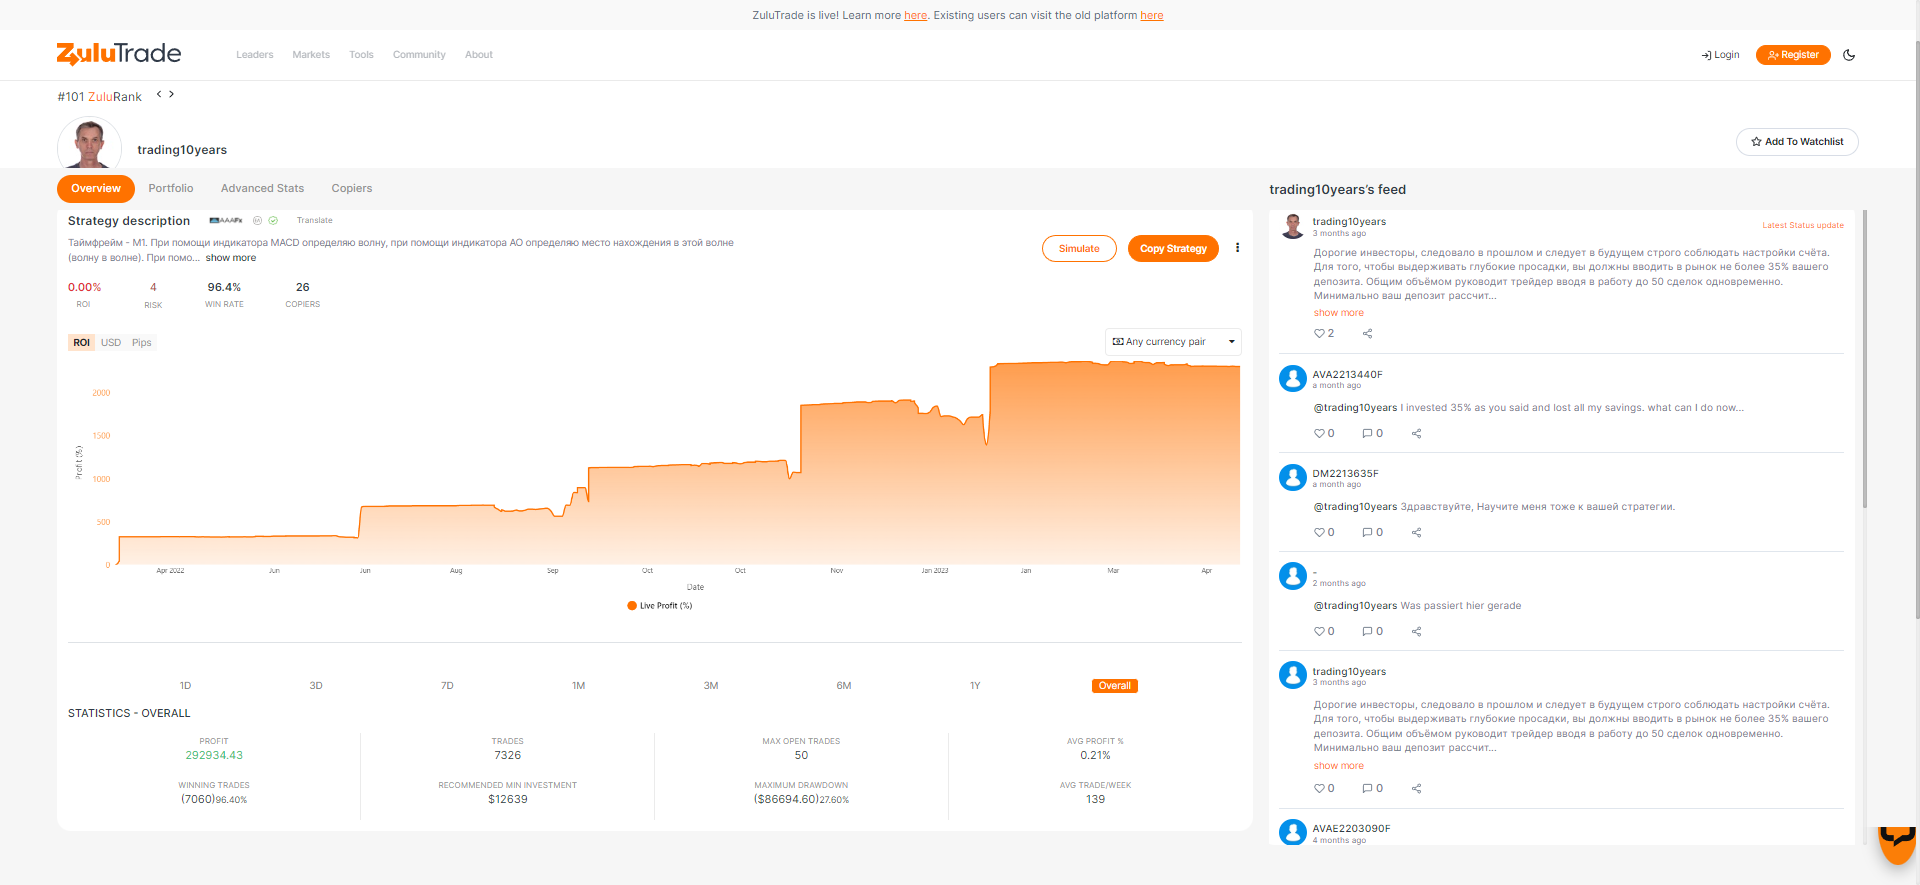 ZuluTrade is live! Learn more here. Existing users can visit the old platform here
ZuluTrade
Leaders Markets Tools Community About
Login Register
#101 ZuluRank
trading10years
Add To Watchlist
Overview Portfolio Advanced Stats Copiers
Strategy description AAAFx Translate
Таймфрейм - М1. При помощи индикатора MACD определяю волну, при помощи индикатора АО определяю место нахождения в этой волне
(волну в волне). При помо... show more
Simulate Copy Strategy
0.00% 4 96.4% 26
ROI RISK WIN RATE COPIERS
ROI USD Pips
Any currency pair
2000
1500
1000
500
0
Profit (%)
Apr 2022 Jun Jun Aug Sep Oct Oct Nov Jan 2023 Jan Mar Apr
Date
Live Profit (%)
1D 3D 7D 1M 3M 6M 1Y Overall
STATISTICS - OVERALL
PROFIT TRADES MAX OPEN TRADES AVG PROFIT %
292934.43 7326 50 0.21%
WINNING TRADES RECOMMENDED MIN INVESTMENT MAXIMUM DRAWDOWN AVG TRADE/WEEK
(7060)96.40% $12639 ($86694.60)27.60% 139
trading10years's feed
trading10years
3 months ago
Latest Status update
Дорогие инвесторы, следовало в прошлом и следует в будущем строго соблюдать настройки счёта.
Для того, чтобы выдерживать глубокие просадки, вы должны вводить в рынок не более 35% вашего
депозита. Общим объёмом руководит трейдер вводя в работу до 50 сделок одновременно.
Минимально ваш депозит рассчит...
show more
2
AVA2213440F
a month ago
@trading10years I invested 35% as you said and lost all my savings. what can I do now...
0 0
DM2213635F
a month ago
@trading10years Здравствуйте, Научите меня тоже к вашей стратегии.
0 0
-
2 months ago
@trading10years Was passiert hier gerade
0 0
trading10years
3 months ago
Дорогие инвесторы, следовало в прошлом и следует в будущем строго соблюдать настройки счёта.
Для того, чтобы выдерживать глубокие просадки, вы должны вводить в рынок не более 35% вашего
депозита. Общим объёмом руководит трейдер вводя в работу до 50 сделок одновременно.
Минимально ваш депозит рассчит...
show more
0 0
AVAE2203090F
4 months ago